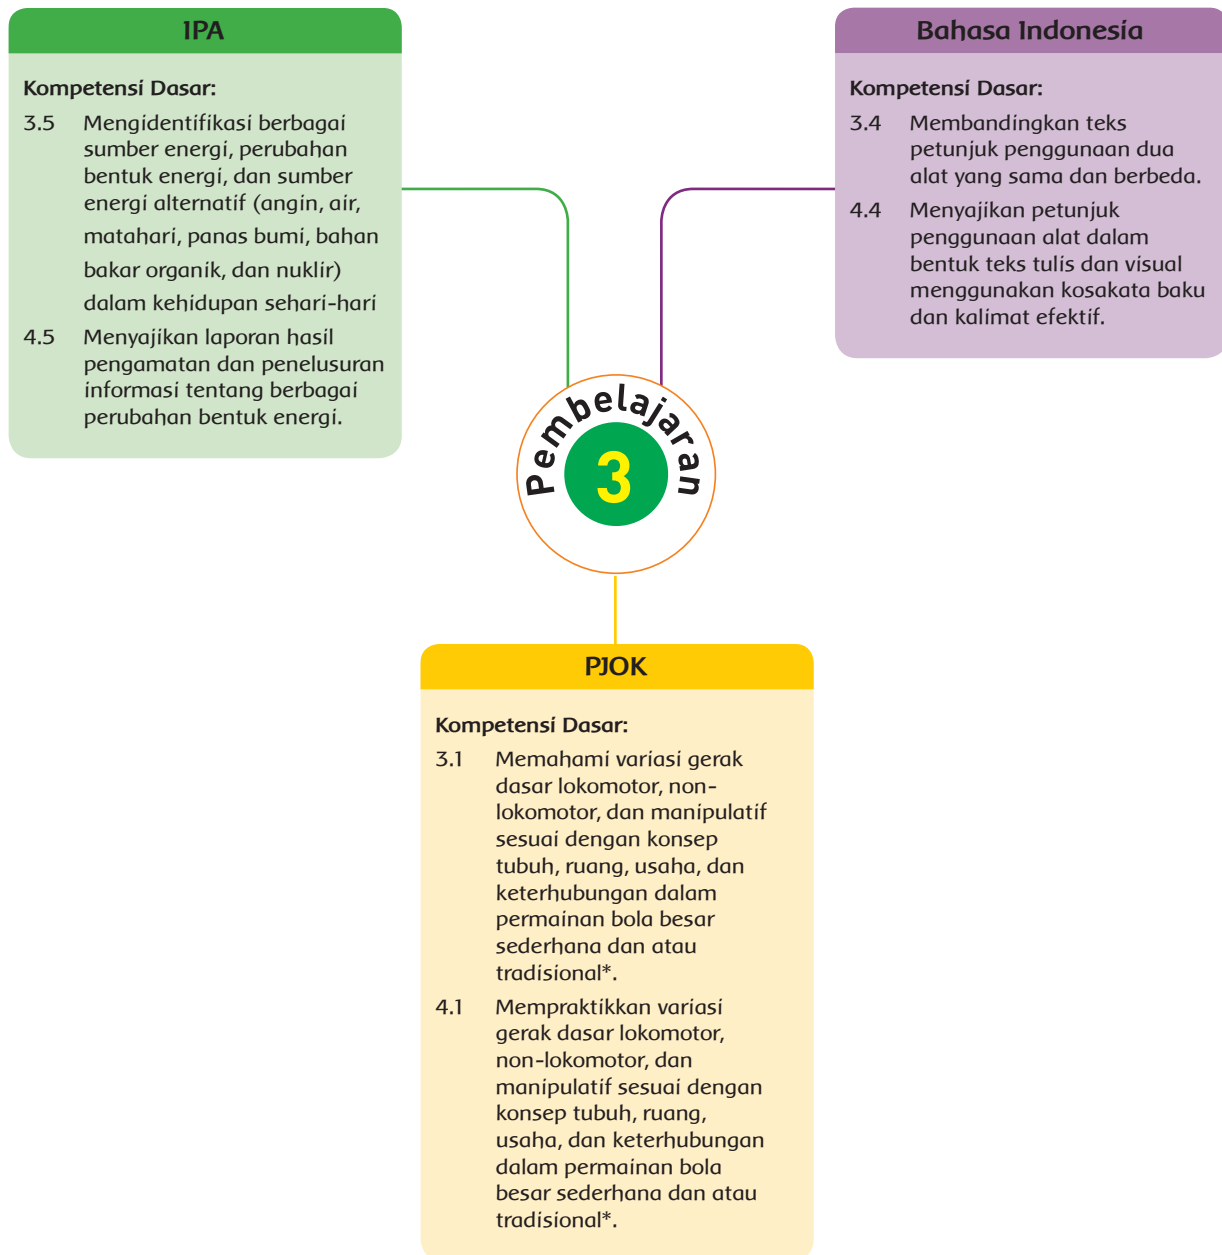 IPA
Kompetensi Dasar:
3.5 Mengidentifikasi berbagai
sumber energi, perubahan
bentuk energi, dan sumber
energi alternatif (angin, air,
matahari, panas bumi, bahan
bakar organik, dan nuklir)
dalam kehidupan sehari-hari
4.5 Menyajikan laporan hasil
pengamatan dan penelusuran
informasi tentang berbagai
perubahan bentuk energi.
Bahasa Indonesia
Kompetensi Dasar:
3.4 Membandingkan teks
petunjuk penggunaan dua
alat yang sama dan berbeda.
4.4 Menyajikan petunjuk
penggunaan alat dalam
bentuk teks tulis dan visual
menggunakan kosakata baku
dan kalimat efektif.
Pembelajaran
3
PJOK
Kompetensi Dasar:
3.1 Memahami variasi gerak
dasar lokomotor, non-
lokomotor, dan manipulatif
sesuai dengan konsep
tubuh, ruang, usaha, dan
keterhubungan dalam
permainan bola besar
sederhana dan atau
tradisional*.
4.1 Mempraktikkan variasi
gerak dasar lokomotor,
non-lokomotor, dan
manipulatif sesuai dengan
konsep tubuh, ruang,
usaha, dan keterhubungan
dalam permainan bola
besar sederhana dan atau
tradisional*.